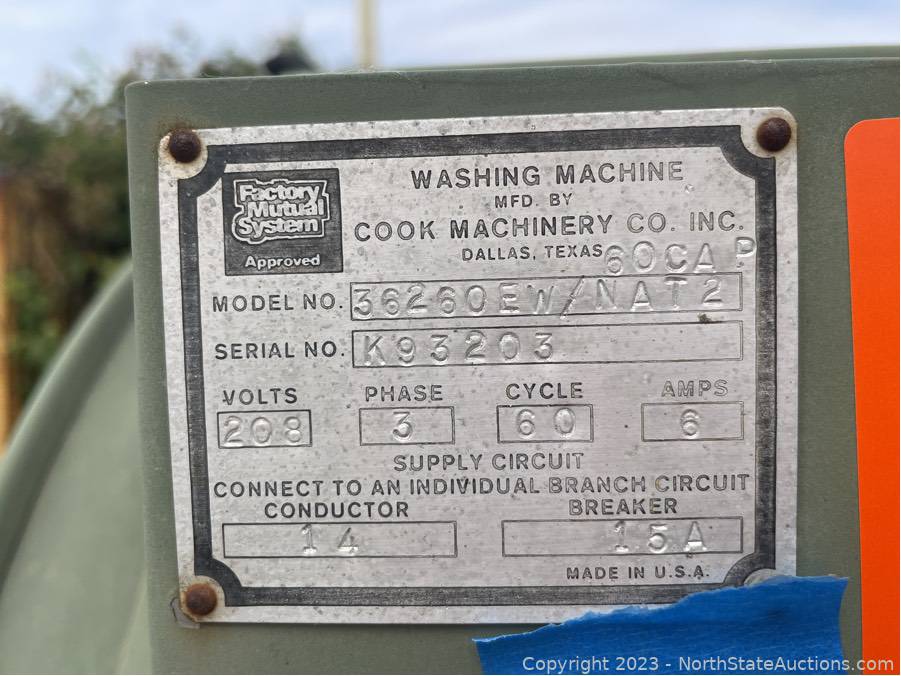 Factory
Mutual
System
Approved
WASHING MACHINE
MFD. BY
COOK MACHINERY CO. INC.
DALLAS, TEXAS 60CAP
MODEL NO. 36260EW/NAT2
SERIAL NO. K93203
VOLTS PHASE CYCLE AMPS
208 3 60 6
SUPPLY CIRCUIT
CONNECT TO AN INDIVIDUAL BRANCH CIRCUIT
CONDUCTOR BREAKER
14 15A
MADE IN U.S.A.
Copyright 2023 - NorthStateAuctions.com